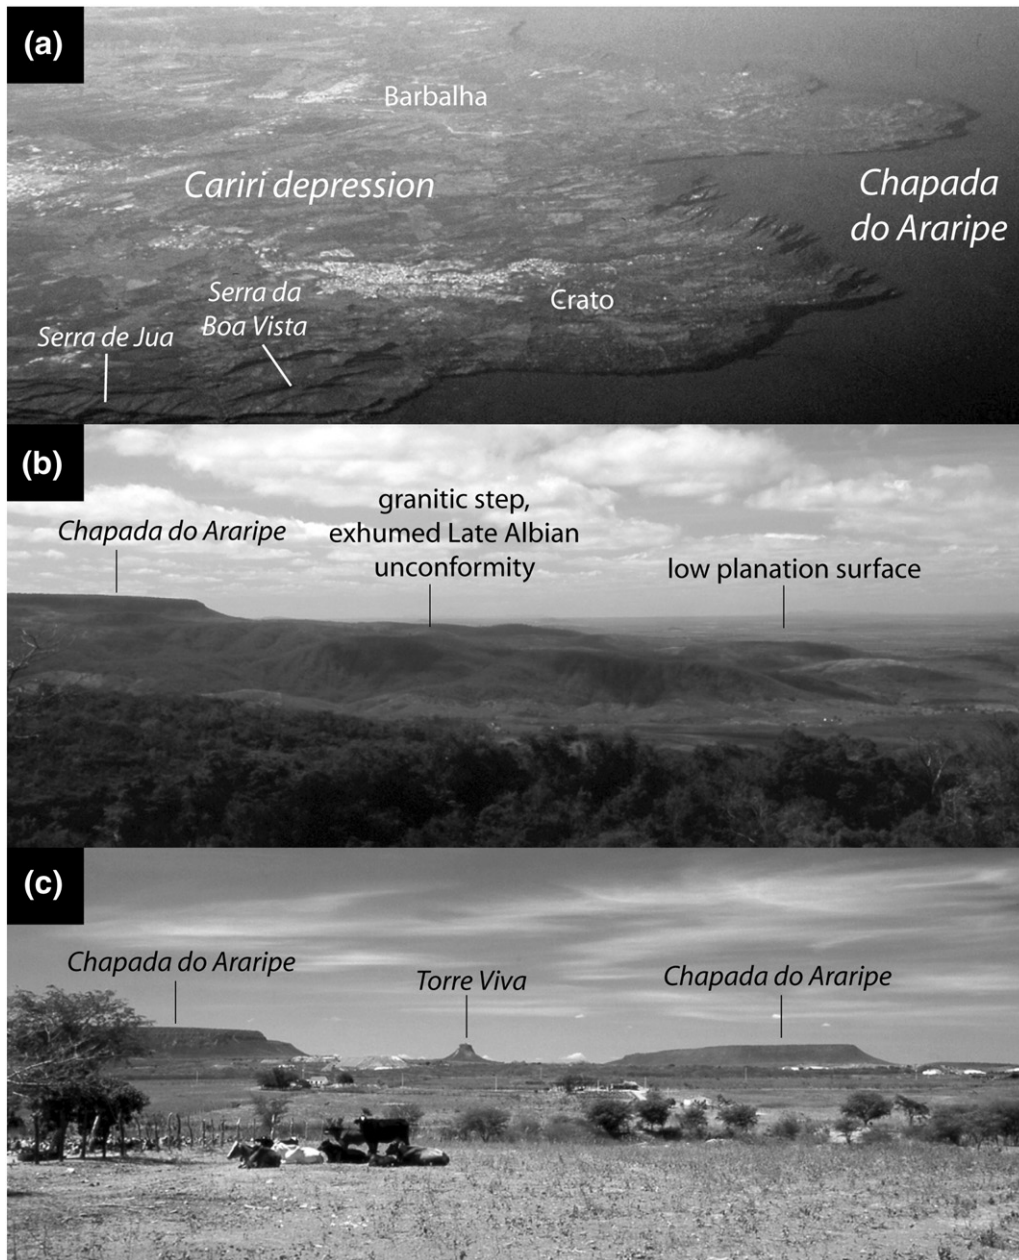 (a)
Barbalha
Cariri depression
Chapada
do Araripe
Serra da
Boa Vista
Crato
Serra de Jua
(b)
granitic step,
exhumed Late Albian
unconformity
Chapada do Araripe
low planation surface
(c)
Chapada do Araripe
Torre Viva
Chapada do Araripe